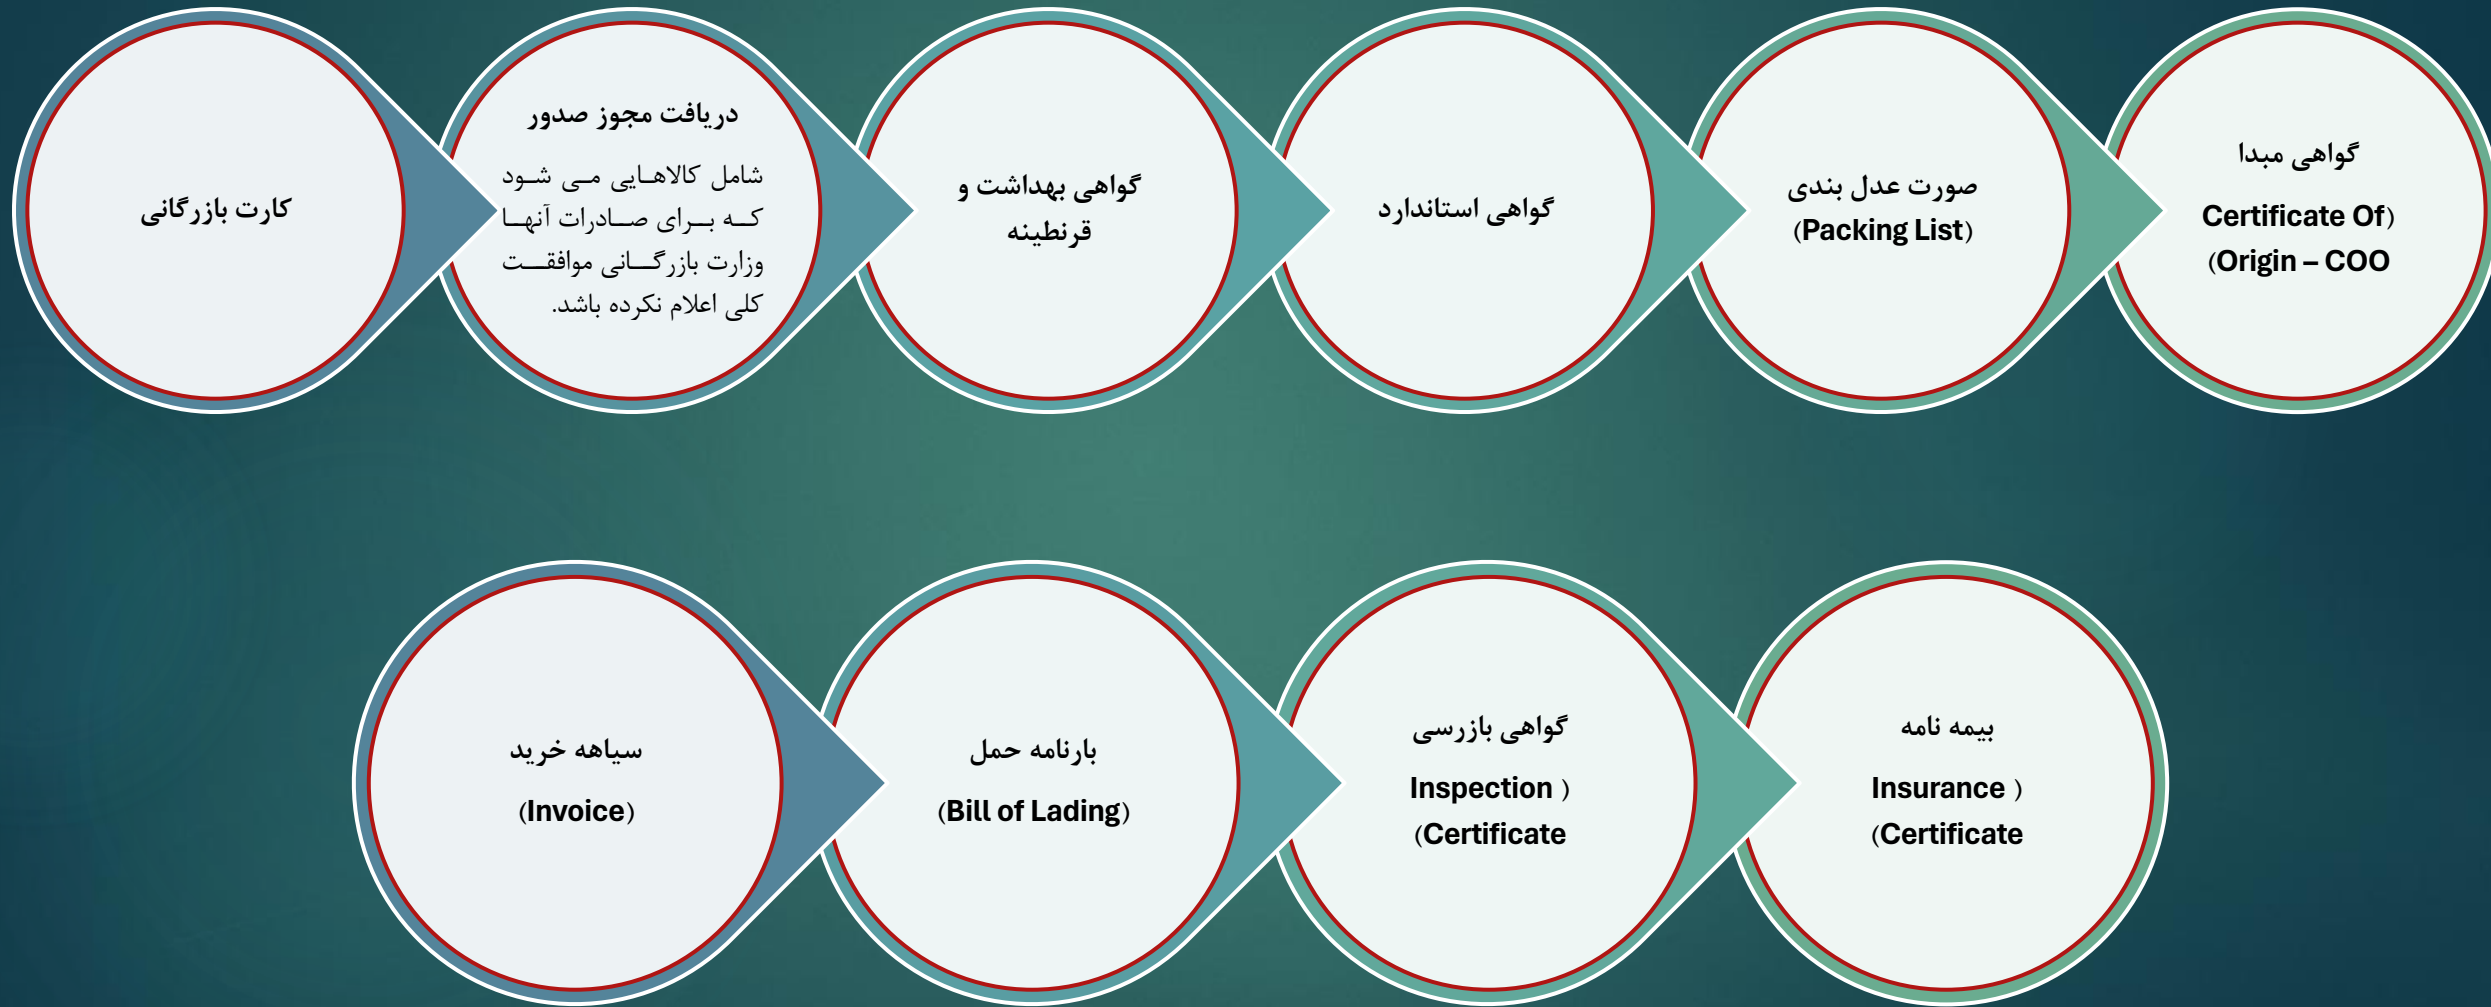 کارت بازرگانی
دریافت مجوز صدور
شامل کالاهایی می شود
که برای صادرات آنها
وزارت بازرگانی موافقت
کلی اعلام نکرده باشد.
گواهی بهداشت و
قرنطینه
گواهی استاندارد
صورت عدل بندی
(Packing List)
گواهی مبدا
(Certificate Of
Origin – COO)
سیاهه خرید
(Invoice)
بارنامه حمل
(Bill of Lading)
گواهی بازرسی
( Inspection
Certificate)
بیمه نامه
( Insurance
Certificate)